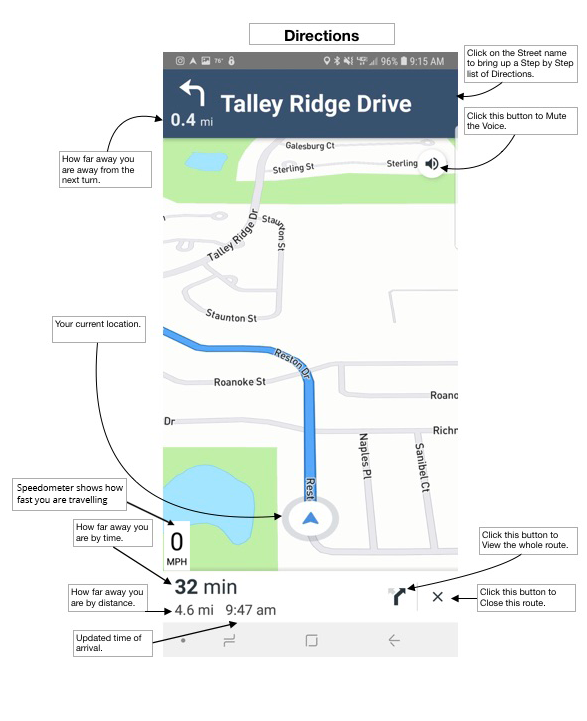 Directions
76°
96% 9:15 AM
Talley Ridge Drive
0.4 mi
Click on the Street name
to bring up a Step by Step
list of Directions.
Click this button to Mute
the Voice.
How far away you
are away from the
next turn.
Galesburg Ct
Sterling St
Sterling
Talley Ridge Dr
Staunton St
Staunton St
Your current location.
Reston Dr
Roanoke St
Roano
Dr
Richn
Naples Pl
Sanibel Ct
Rest
Speedometer shows how
fast you are travelling
0
MPH
How far away you
are by time.
32 min
How far away you
are by distance.
4.6 mi 9:47 am
Updated time of
arrival.
Click this button to
View the whole route.
Click this button to
Close this route.